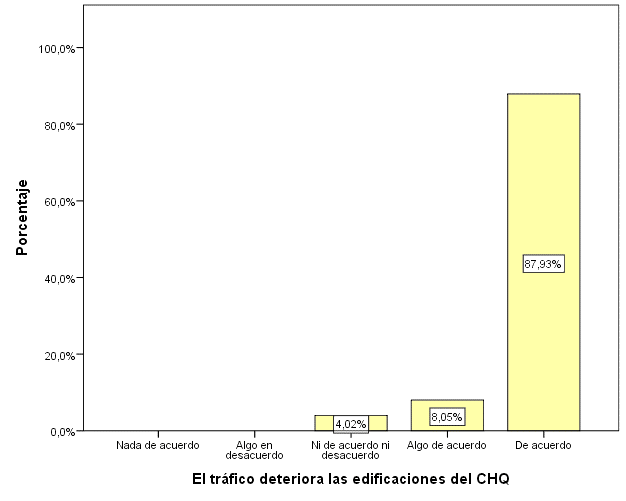 100,0%
80,0%
60,0%
40,0%
20,0%
0,0%
Porcentaje
87,93%
8,05%
4,02%
Nada de acuerdo
Algo en
desacuerdo
Ni de acuerdo ni
desacuerdo
Algo de acuerdo
De acuerdo
El tráfico deteriora las edificaciones del CHQ